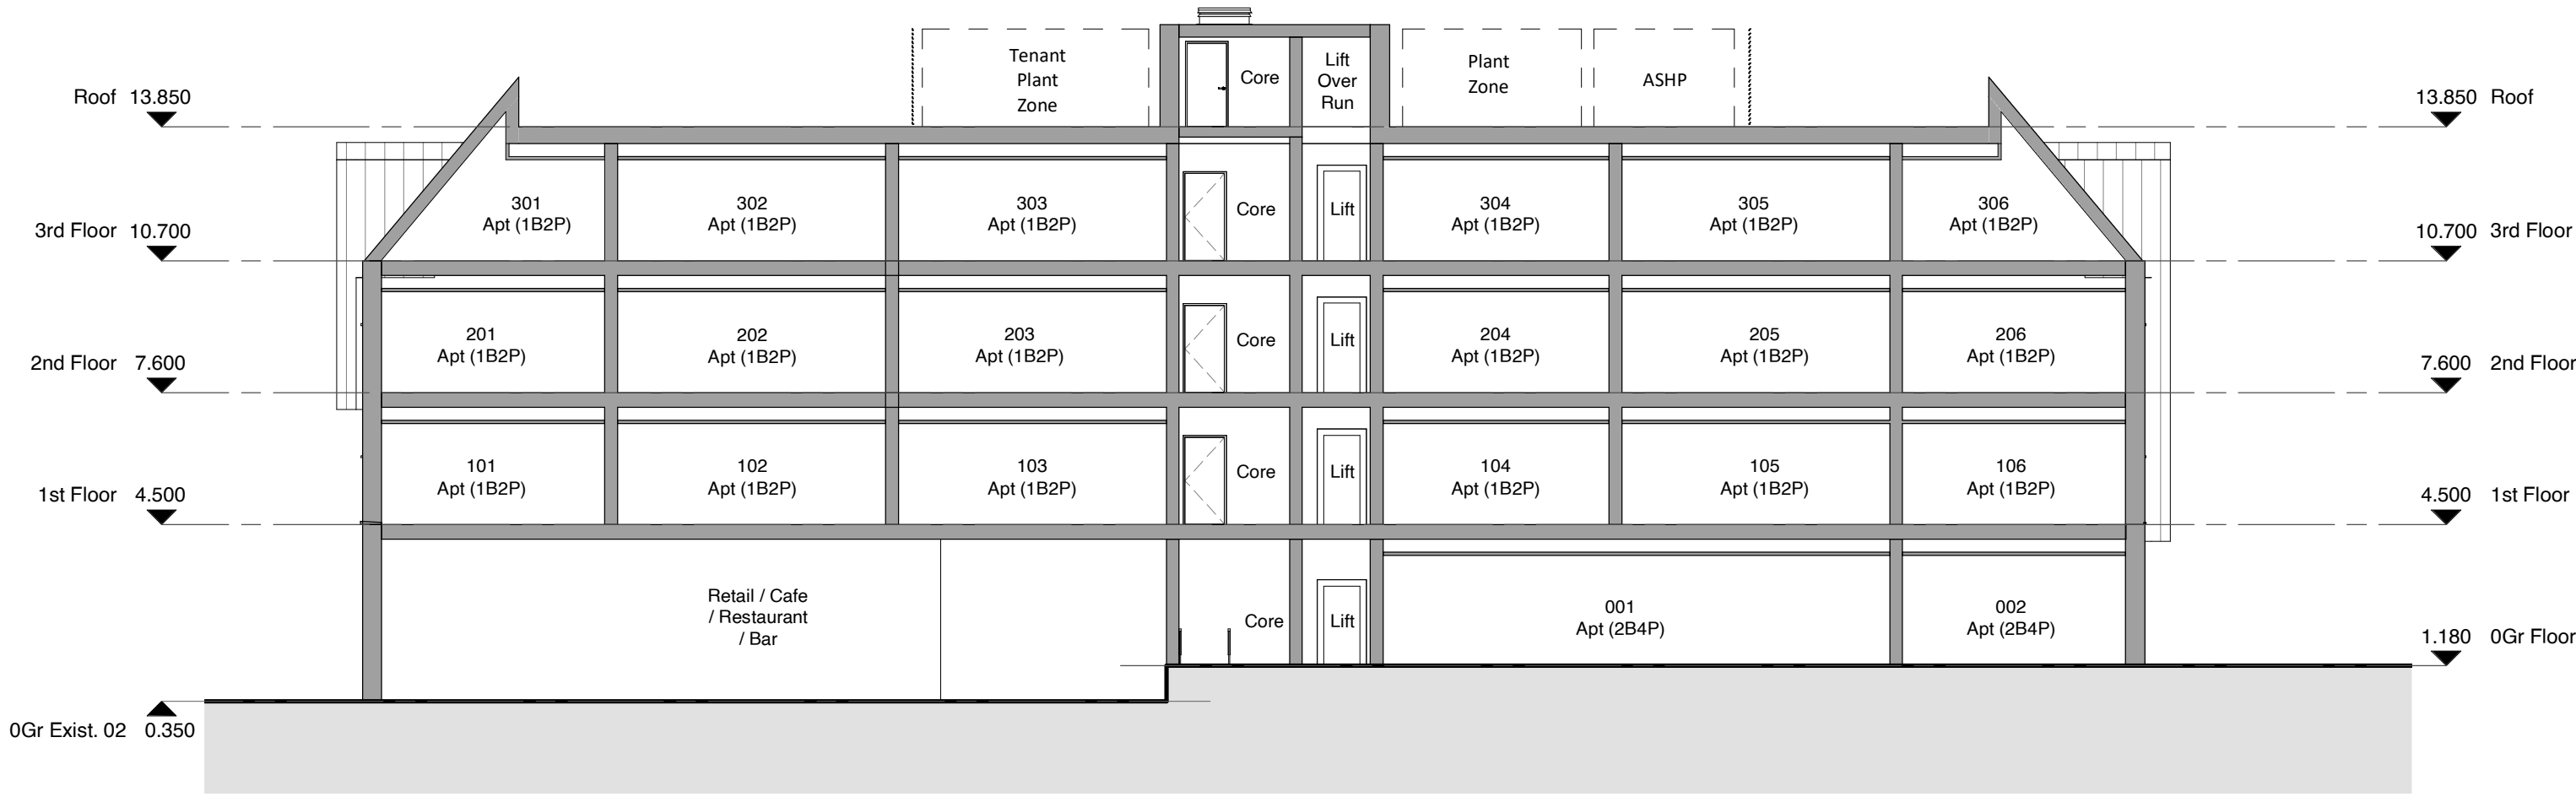 Tenant
Plant
Zone
Core
Lift
Over
Run
Plant
Zone
ASHP
Roof 13.850
13.850 Roof
301
Apt (1B2P)
302
Apt (1B2P)
303
Apt (1B2P)
Core
Lift
304
Apt (1B2P)
305
Apt (1B2P)
306
Apt (1B2P)
3rd Floor 10.700
10.700 3rd Floor
201
Apt (1B2P)
202
Apt (1B2P)
203
Apt (1B2P)
Core
Lift
204
Apt (1B2P)
205
Apt (1B2P)
206
Apt (1B2P)
2nd Floor 7.600
7.600 2nd Floor
101
Apt (1B2P)
102
Apt (1B2P)
103
Apt (1B2P)
Core
Lift
104
Apt (1B2P)
105
Apt (1B2P)
106
Apt (1B2P)
1st Floor 4.500
4.500 1st Floor
Retail / Cafe
/ Restaurant
/ Bar
Core
Lift
001
Apt (2B4P)
002
Apt (2B4P)
1.180 0Gr Floor
0Gr Exist. 02 0.350